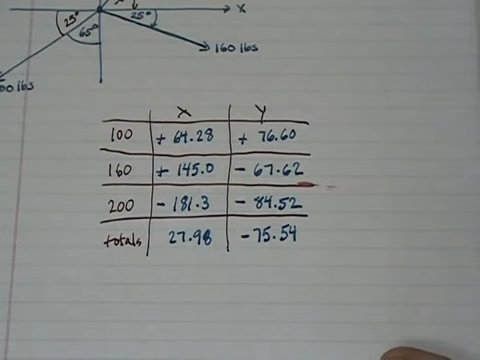 X
25° 25°
65° 160 lbs
00 lbs
X Y
100 + 64.28 + 76.60
160 + 145.0 - 67.62
200 - 181.3 - 84.52
totals 27.98 -75.54